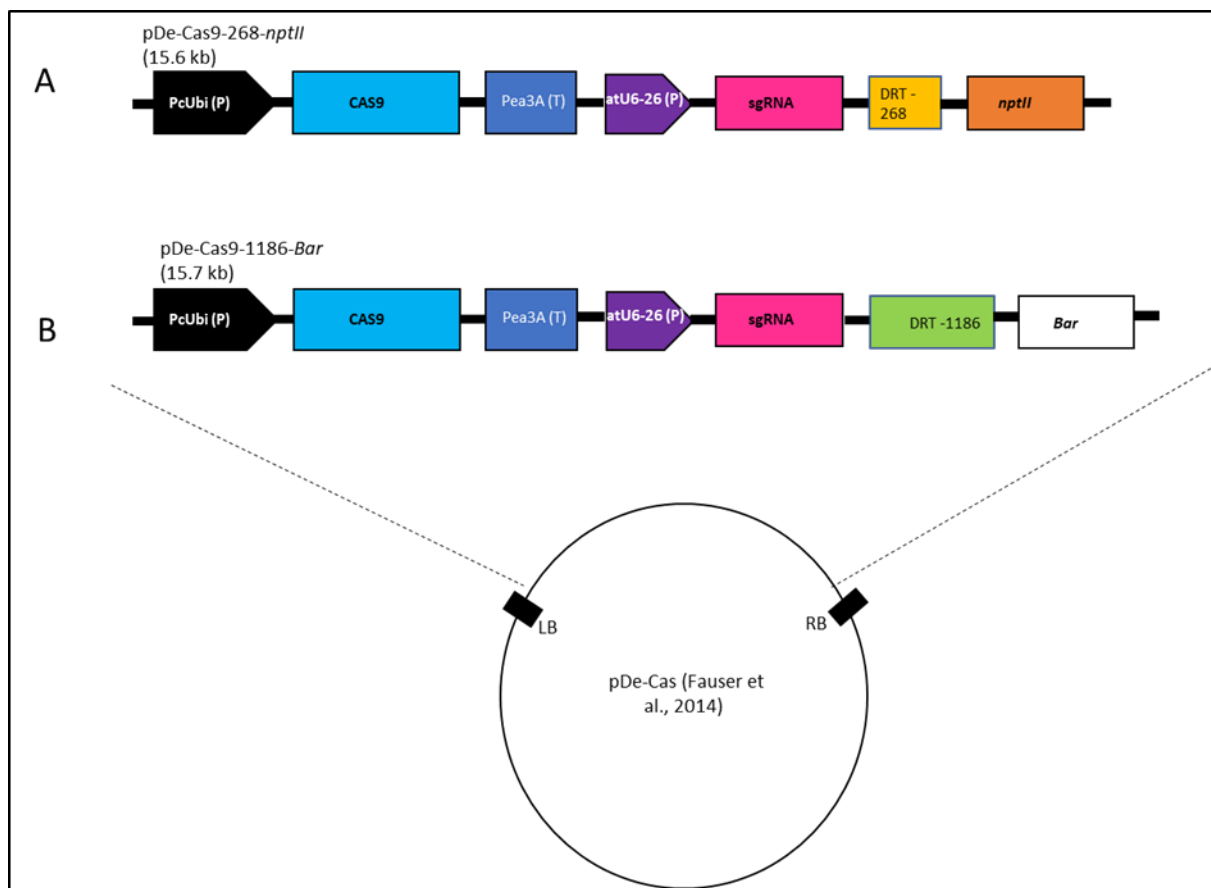 pDe-Cas9-268-nptII
(15.6 kb)
A
PcUbi (P)
CAS9
Pea3A (T)
atU6-26 (P)
sgRNA
DRT -
268
nptII
pDe-Cas9-1186-Bar
(15.7 kb)
B
PcUbi (P)
CAS9
Pea3A (T)
atU6-26 (P)
sgRNA
DRT -1186
Bar
LB
RB
pDe-Cas (Fauser et
al., 2014)